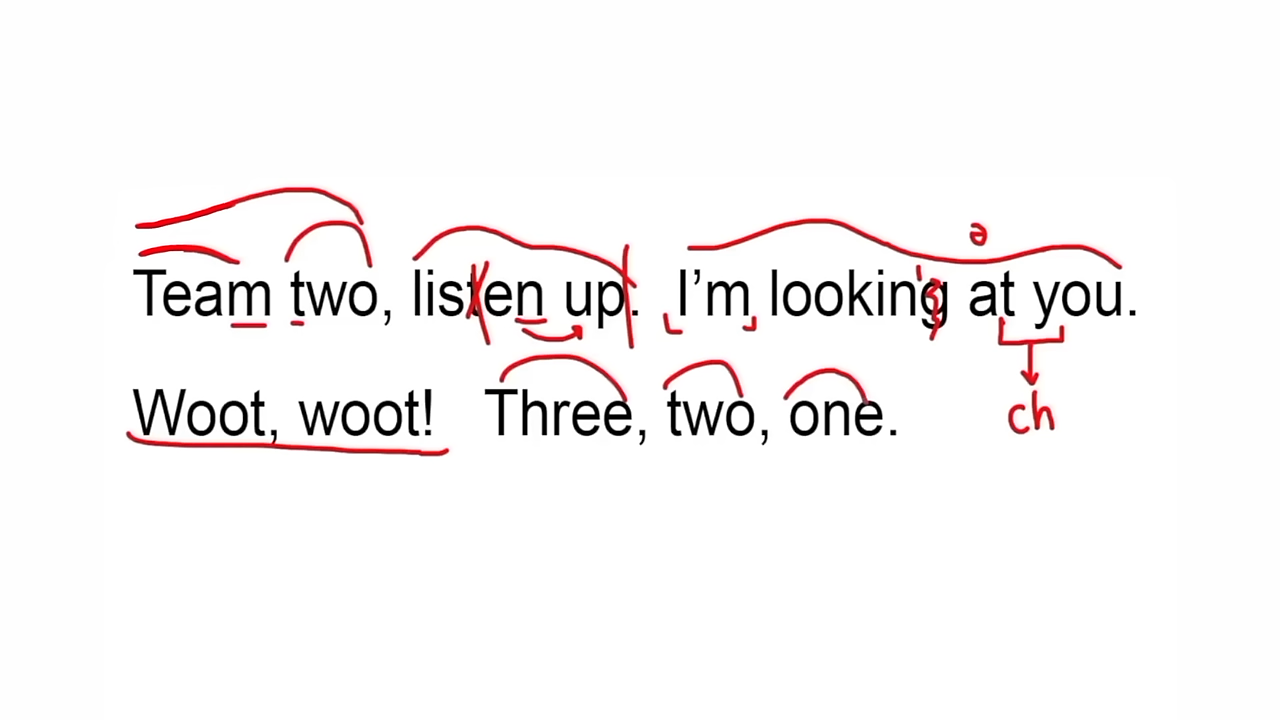 ə
Team two, listen up. I'm looking' at you.
Woot, woot! Three, two, one. ch